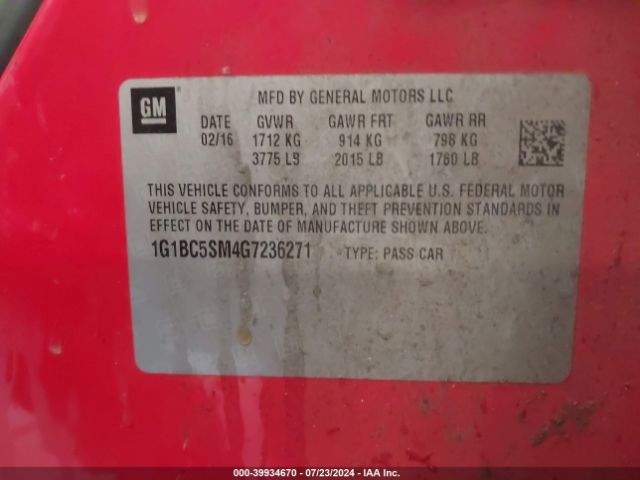 GM
MFD BY GENERAL MOTORS LLC
DATE GVWR GAWR FRT GAWR RR
02/16 1712 KG 914 KG 798 KG
3775 LB 2015 LB 1760 LB
THIS VEHICLE CONFORMS TO ALL APPLICABLE U.S. FEDERAL MOTOR
VEHICLE SAFETY, BUMPER, AND THEFT PREVENTION STANDARDS IN
EFFECT ON THE DATE OF MANUFACTURE SHOWN ABOVE.
1G1BC5SM4G7236271 TYPE: PASS CAR
000-39934670 - 07/23/2024 - IAA Inc.